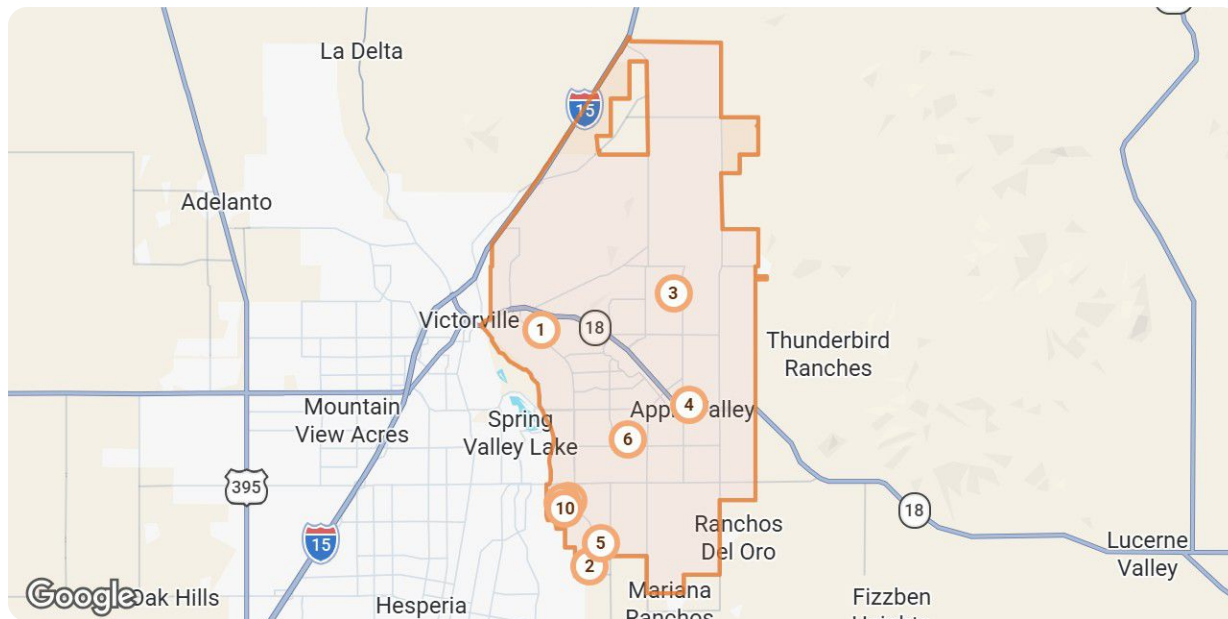 La Delta
15
Adelanto
3
Victorville
1
18
Thunderbird
Ranches
Mountain
View Acres
Spring
Valley Lake
4
6
395
10
18
Ranchos
Del Oro
15
5
2
Lucerne
Valley
Google
Oak Hills
Hesperia
Mariana
Ranchos
Fizzben